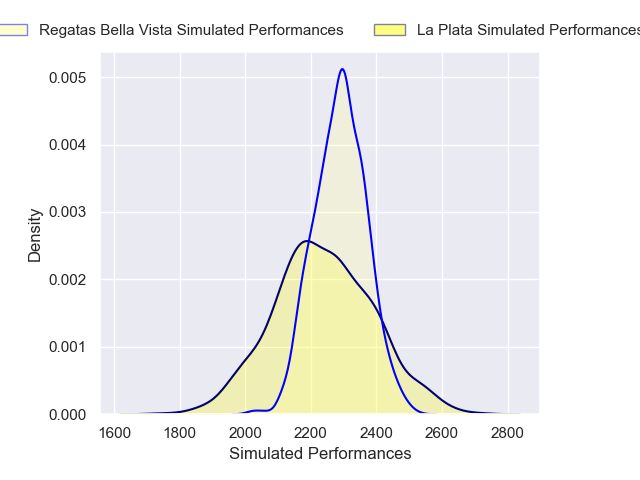 Regatas Bella Vista Simulated Performances La Plata Simulated Performances
0.005
0.004
0.003
0.002
0.001
0.000
Density
1600 1800 2000 2200 2400 2600 2800
Simulated Performances